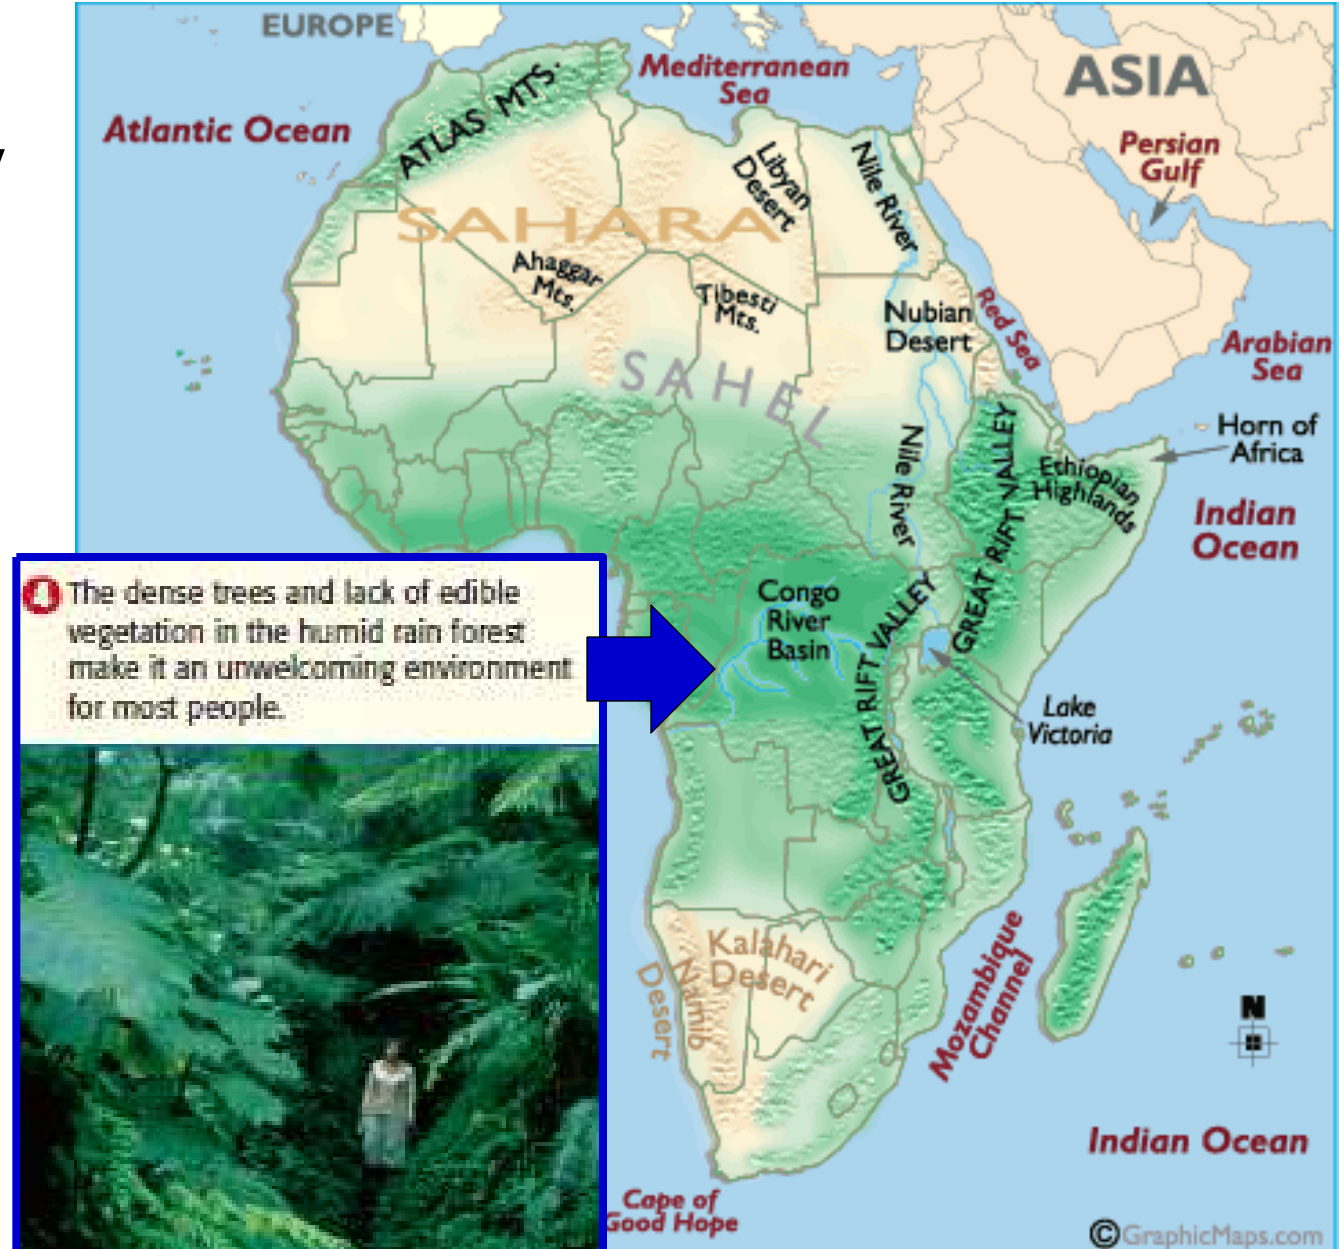 EUROPE
Mediterranean
Sea
ASIA
Atlantic Ocean
ATLAS MTS.
Persian
Gulf
Libyan
Desert
Nile River
SAHARA
Ahaggar
Mts.
Tibesti
Mts.
Nubian
Desert
Red Sea
Arabian
Sea
SAHEL
Horn of
Africa
Nile River
GREAT RIFT VALLEY
Ethiopian
Highlands
Indian
Ocean
4 The dense trees and lack of edible
vegetation in the humid rain forest
make it an unwelcoming environment
for most people.
Congo
River
Basin
GREAT RIFT VALLEY
Lake
Victoria
Kalahari
Desert
Namib
Desert
Mozambique
Channel
N
Indian Ocean
Cape of
Good Hope
©GraphicMaps.com